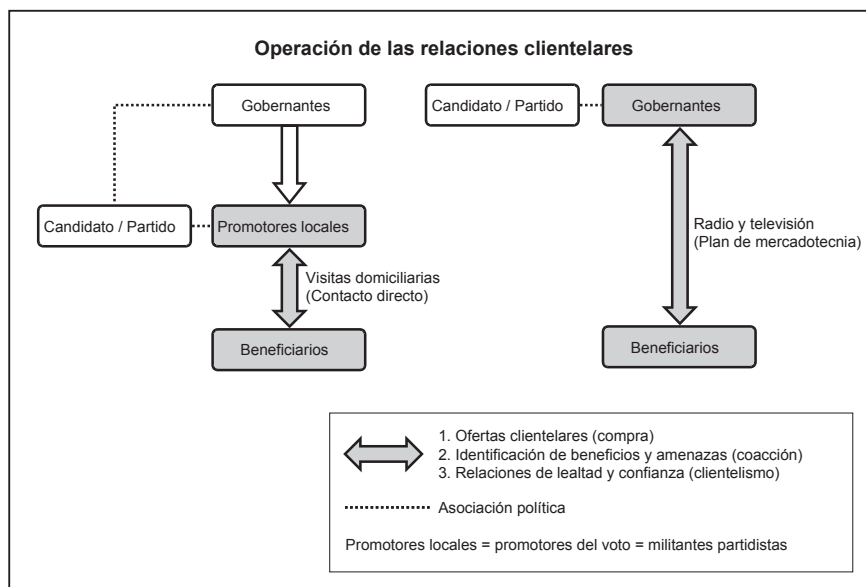 Operación de las relaciones clientelares
Gobernantes
Candidato / Partido
Promotores locales
Visitas domiciliarias
(Contacto directo)
Beneficiarios
Candidato / Partido
Gobernantes
Radio y televisión
(Plan de mercadotecnia)
Beneficiarios
1. Ofertas clientelares (compra)
2. Identificación de beneficios y amenazas (coacción)
3. Relaciones de lealtad y confianza (clientelismo)
Asociación política
Promotores locales = promotores del voto = militantes partidistas